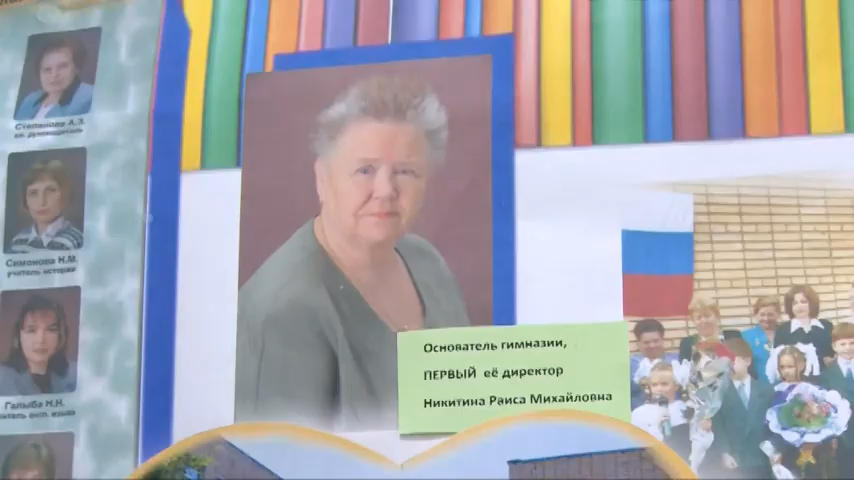 Степанова А.З.
Симонова Н.М.
учитель истории
Галыба Н.Н.
Основатель гимназии,
ПЕРВЫЙ её директор
Никитина Раиса Михайловна